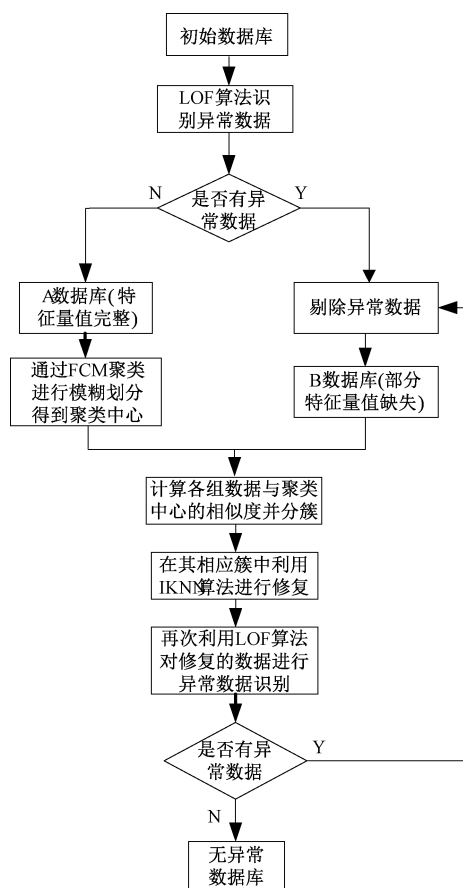 初始数据库
LOF算法识
别异常数据
是否有异
常数据
N
Y
A数据库(特
征量值完整)
剔除异常数据
通过FCM聚类
进行模糊划分
得到聚类中心
B数据库(部分
特征量值缺失)
计算各组数据与聚类
中心的相似度并分簇
在其相应簇中利用
IKNN算法进行修复
再次利用LOF算法
对修复的数据进行
异常数据识别
是否有异
常数据
Y
N
无异常
数据库